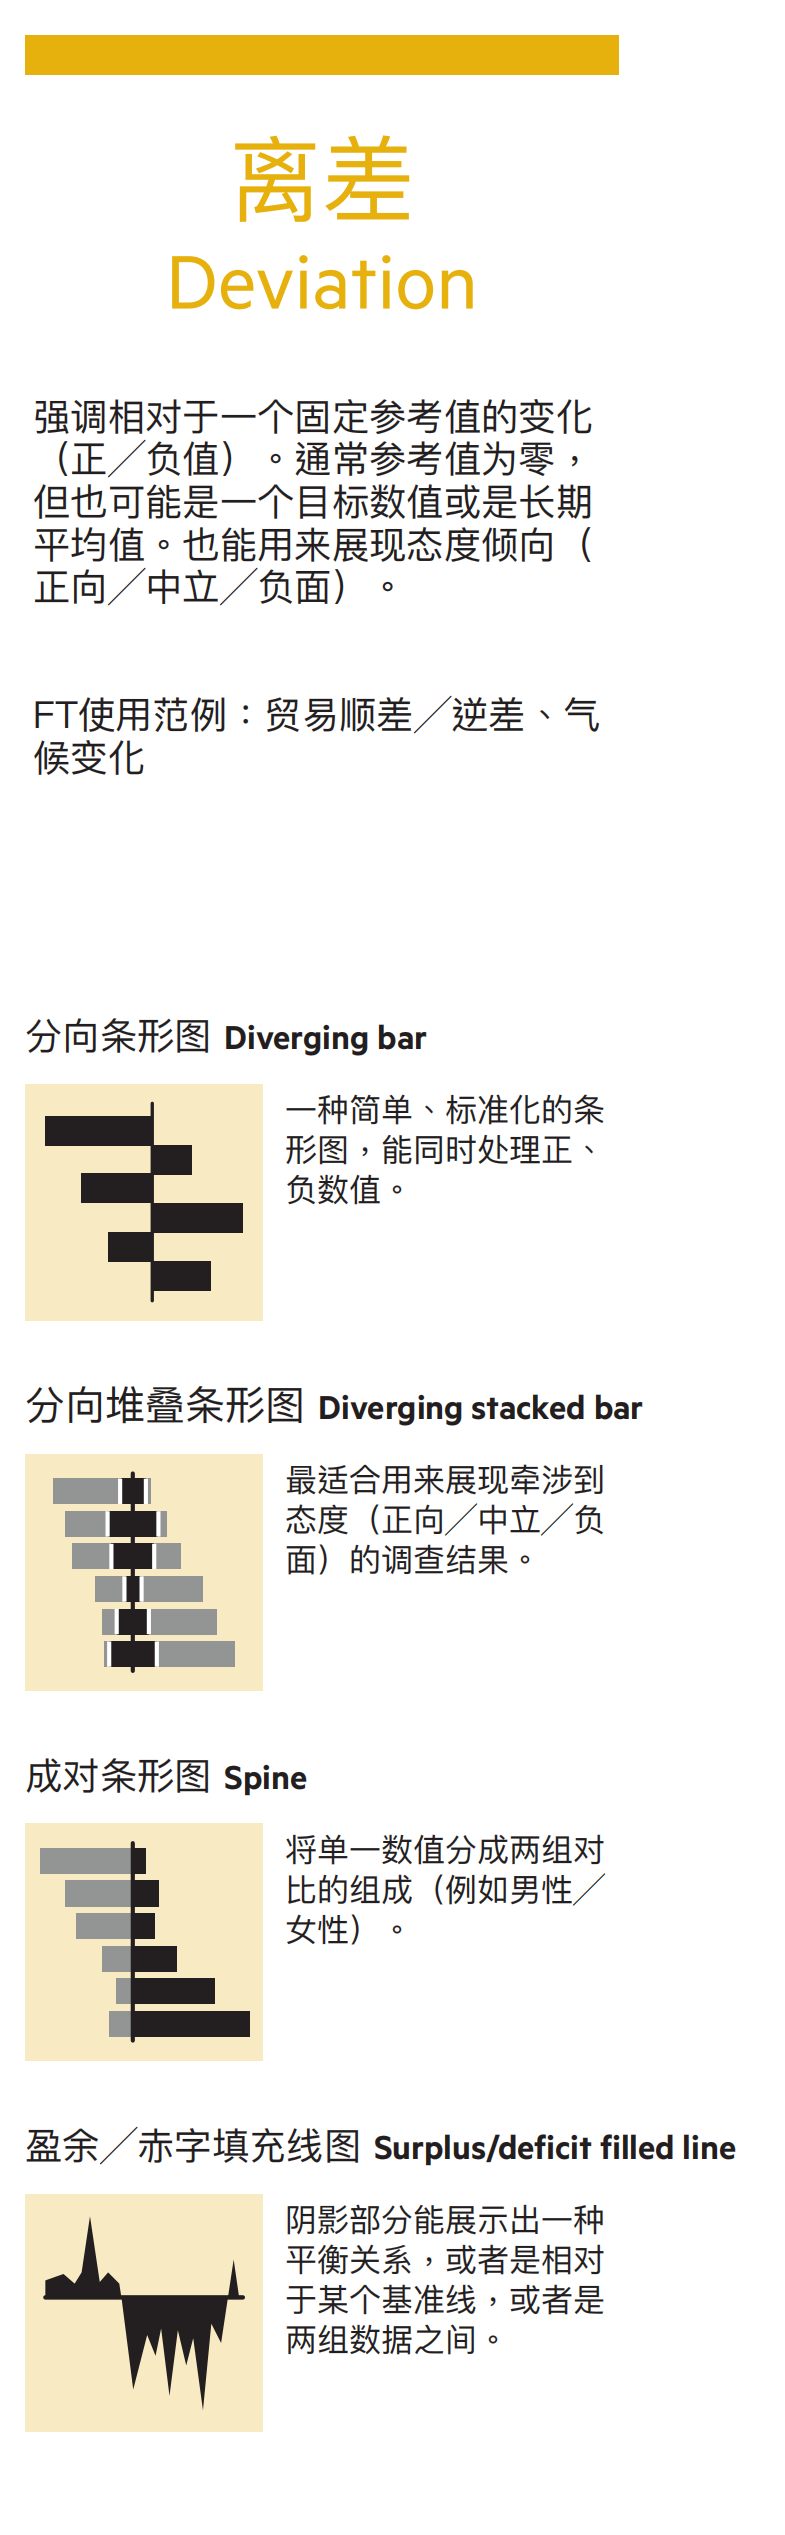 离差
Deviation
强调相对于一个固定参考值的变化
（正╱负值）。通常参考值为零，
但也可能是一个目标数值或是长期
平均值。也能用来展现态度倾向（
正向╱中立╱负面）。
FT使用范例：贸易顺差╱逆差、气
候变化
分向条形图 Diverging bar
一种简单、标准化的条
形图，能同时处理正、
负数值。
分向堆叠条形图 Diverging stacked bar
最适合用来展现牵涉到
态度（正向╱中立╱负
面）的调查结果。
成对条形图 Spine
将单一数值分成两组对
比的组成（例如男性╱
女性）。
盈余╱赤字填充线图 Surplus/deficit filled line
阴影部分能展示出一种
平衡关系，或者是相对
于某个基准线，或者是
两组数据之间。